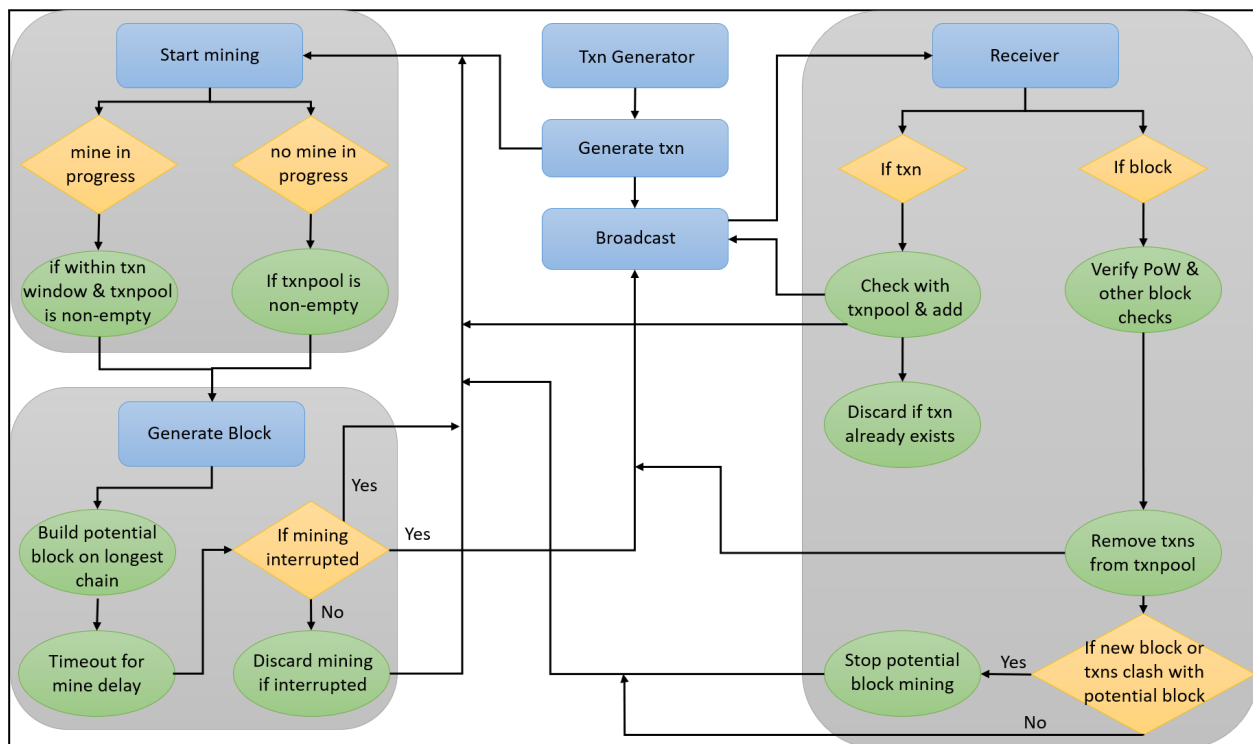 Start mining
mine in
progress
no mine in
progress
if within txn
window & txnpool
is non-empty
If txnpool is
non-empty
Generate Block
Build potential
block on longest
chain
Timeout for
mine delay
If mining
interrupted
Yes
Yes
No
Discard mining
if interrupted
Txn Generator
Generate txn
Broadcast
Receiver
If txn
If block
Check with
txnpool & add
Discard if txn
already exists
Verify PoW &
other block
checks
Remove txns
from txnpool
If new block or
txns clash with
potential block
Yes
Stop potential
block mining
No